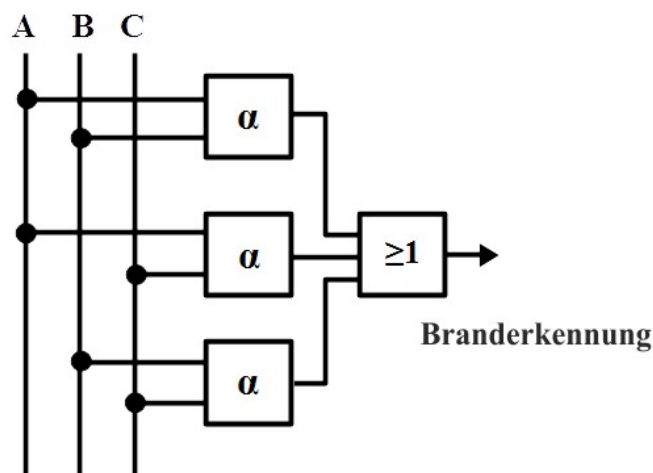 A B C
α
α
≥1
Branderkennung
α